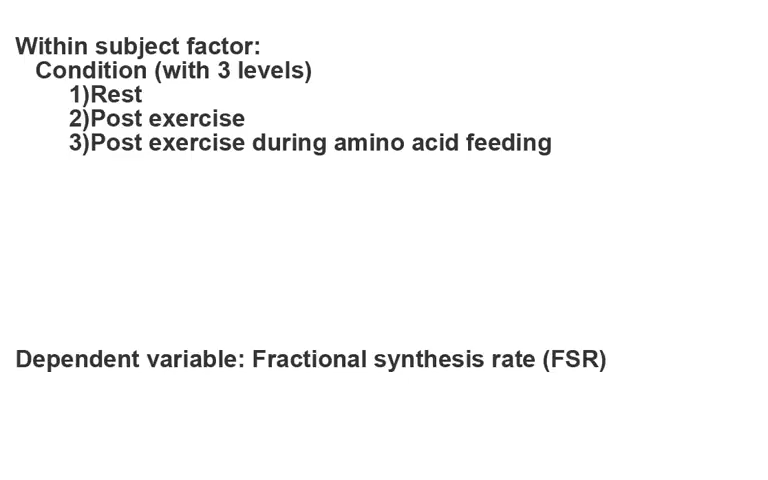 Within subject factor:
Condition (with 3 levels)
1)Rest
2)Post exercise
3)Post exercise during amino acid feeding
Dependent variable: Fractional synthesis rate (FSR)